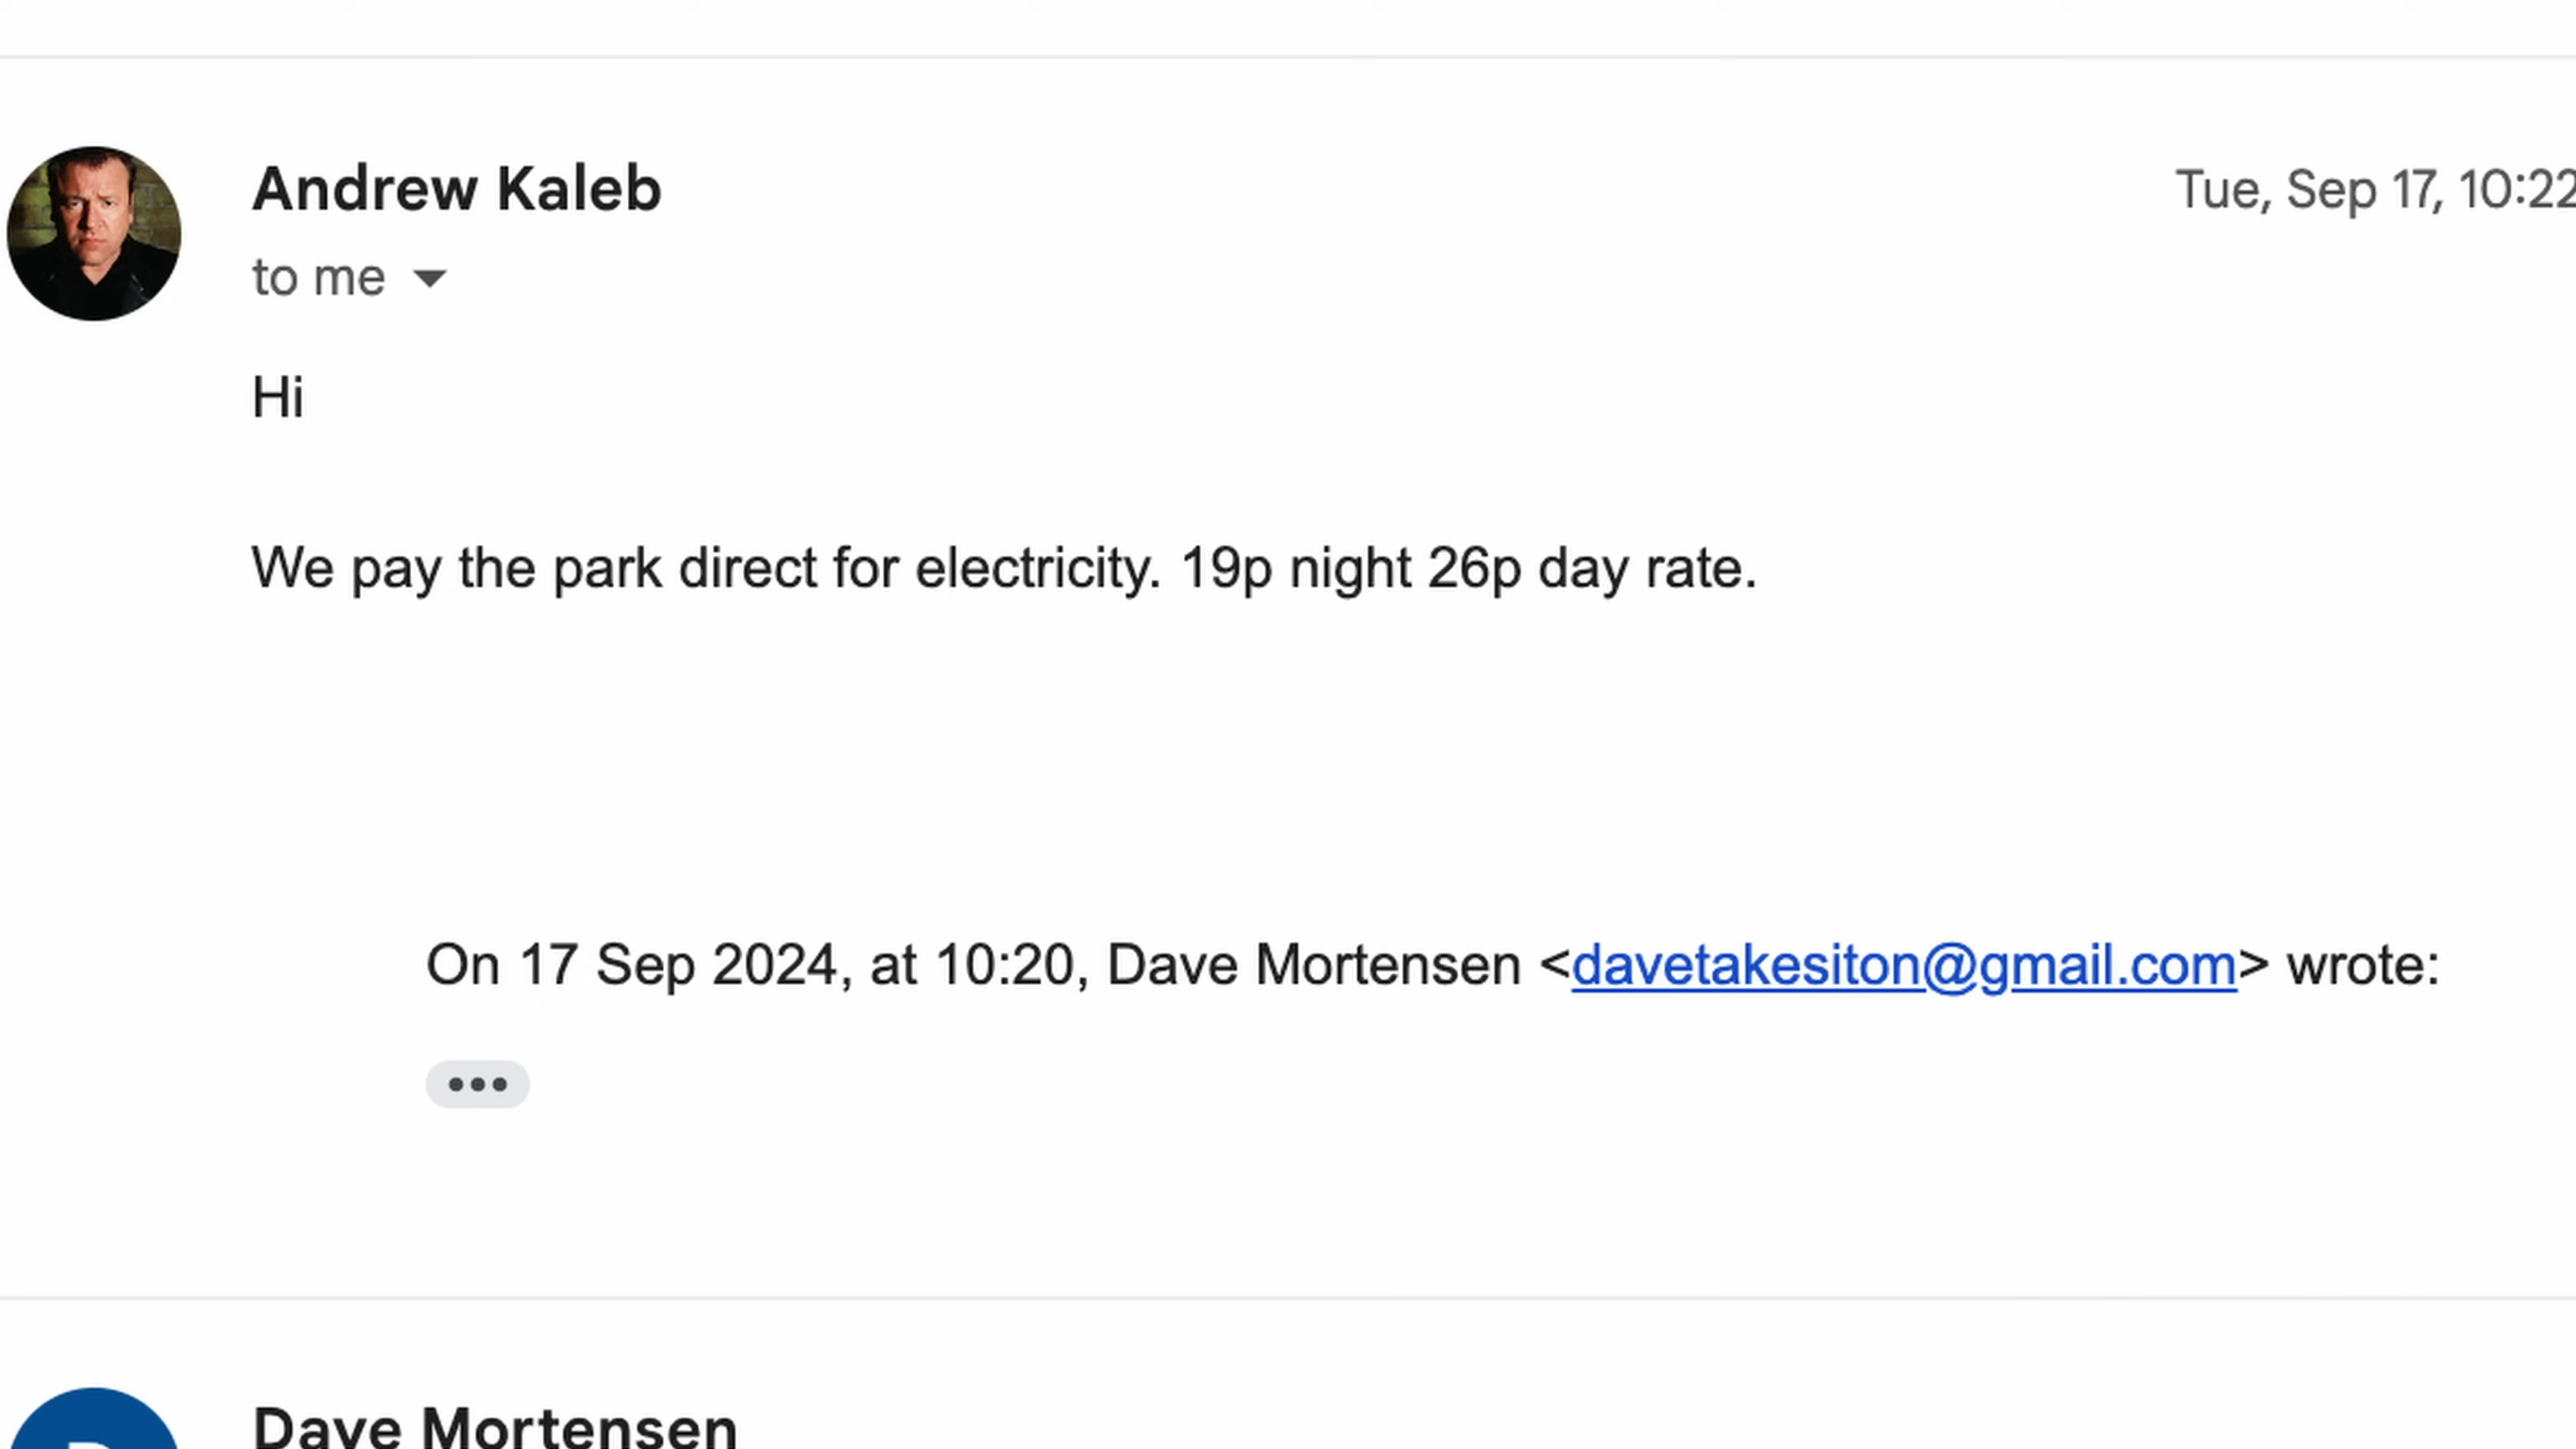 Andrew Kaleb
Tue, Sep 17, 10:22
to me
Hi
We pay the park direct for electricity. 19p night 26p day rate.
On 17 Sep 2024, at 10:20, Dave Mortensen <davetakesiton@gmail.com> wrote:
Dave Mortensen